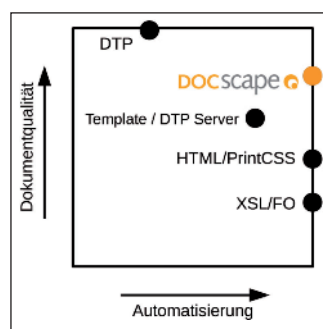 DTP
DOCscape
Template / DTP Server
HTML/PrintCSS
XSL/FO
Dokumentqualität
Automatisierung